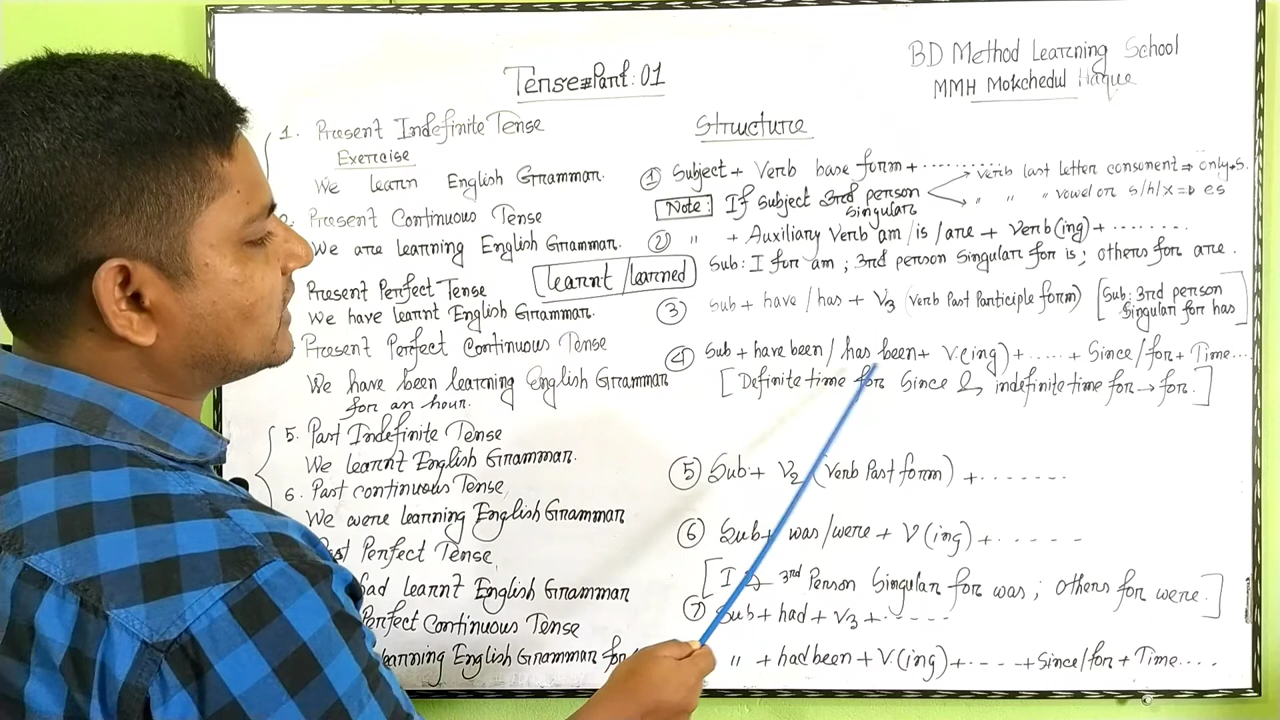 BD Method Learning School
MMH Mokchedul Haque
Tense Part: 01
1. Present Indefinite Tense
Exercise
We learn English Grammar.
Present Continuous Tense
We are learning English Grammar.
learnt/learned
Present Perfect Tense
We have learnt English Grammar.
Present Perfect Continuous Tense
We have been learning English Grammar
for an hour.
5. Past Indefinite Tense
We learnt English Grammar.
6. Past continuous Tense
We were learning English Grammar
Past Perfect Tense
had learnt English Grammar
Perfect Continuous Tense
learning English Grammar for
Structure
① Subject + Verb base form + .......... verb last letter consonent ⇒ only+s.
Note: If subject 3rd person Singular " " vowel or s/h/x ⇒ es
② " + Auxiliary Verb am/is/are + Verb(ing) + ........
Sub: I for am; 3rd person Singular for is; others for are.
③ Sub + have/has + V3 (Verb Past Participle form) [Sub: 3rd person Singular for has]
④ Sub + have been/has been + V.(ing) + ..... + Since/for + Time...
[Definite time for Since & indefinite time for → for.]
⑤ Sub + V2 (Verb Past form) + .......
⑥ Sub + was/were + V(ing) + .....
[I & 3rd Person Singular for was; Others for were.]
⑦ Sub + had + V3 + .....
" + had been + V.(ing) + .... + Since/for + Time....